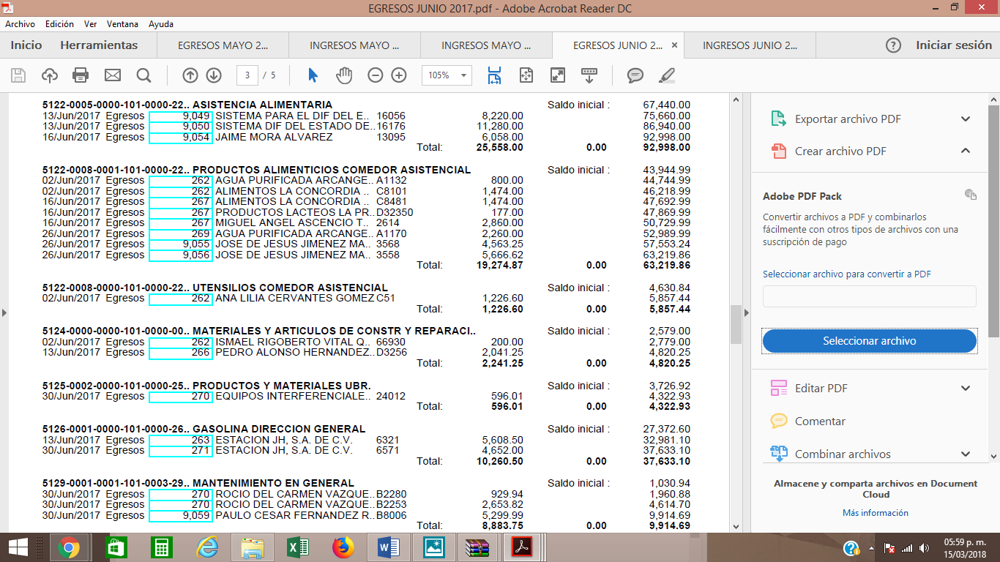 EGRESOS JUNIO 2017.pdf - Adobe Acrobat Reader DC
Archivo Edición Ver Ventana Ayuda
Inicio Herramientas EGRESOS MAYO 2... INGRESOS MAYO ... INGRESOS MAYO ... EGRESOS JUNIO 2... × INGRESOS JUNIO 2... Iniciar sesión
3 / 5 105%
5122-0005-0000-101-0000-22.. ASISTENCIA ALIMENTARIA Saldo inicial : 67,440.00
13/Jun/2017 Egresos 9,049 SISTEMA PARA EL DIF DEL E.. 16056 8,220.00 75,660.00
13/Jun/2017 Egresos 9,050 SISTEMA DIF DEL ESTADO DE.. 16176 11,280.00 86,940.00
16/Jun/2017 Egresos 9,054 JAIME MORA ALVAREZ 13095 6,058.00 92,998.00
Total: 25,558.00 0.00 92,998.00
5122-0008-0001-101-0000-22.. PRODUCTOS ALIMENTICIOS COMEDOR ASISTENCIAL Saldo inicial : 43,944.99
02/Jun/2017 Egresos 262 AGUA PURIFICADA ARCANGE.. A1132 800.00 44,744.99
02/Jun/2017 Egresos 262 ALIMENTOS LA CONCORDIA .. C8101 1,474.00 46,218.99
16/Jun/2017 Egresos 267 ALIMENTOS LA CONCORDIA .. C8481 1,474.00 47,692.99
16/Jun/2017 Egresos 267 PRODUCTOS LACTEOS LA PR.. D32350 177.00 47,869.99
16/Jun/2017 Egresos 267 MIGUEL ANGEL ASCENCIO T... 2614 2,860.00 50,729.99
26/Jun/2017 Egresos 269 AGUA PURIFICADA ARCANGE.. A1170 2,260.00 52,989.99
26/Jun/2017 Egresos 9,055 JOSE DE JESUS JIMENEZ MA.. 3568 4,563.25 57,553.24
26/Jun/2017 Egresos 9,056 JOSE DE JESUS JIMENEZ MA.. 3558 5,666.62 63,219.86
Total: 19,274.87 0.00 63,219.86
5122-0008-0000-101-0000-22.. UTENSILIOS COMEDOR ASISTENCIAL Saldo inicial : 4,630.84
02/Jun/2017 Egresos 262 ANA LILIA CERVANTES GOMEZ C51 1,226.60 5,857.44
Total: 1,226.60 0.00 5,857.44
5124-0000-0000-101-0000-00.. MATERIALES Y ARTICULOS DE CONSTR Y REPARACI.. Saldo inicial : 2,579.00
02/Jun/2017 Egresos 262 ISMAEL RIGOBERTO VITAL Q.. 66930 200.00 2,779.00
13/Jun/2017 Egresos 266 PEDRO ALONSO HERNANDEZ.. D3256 2,041.25 4,820.25
Total: 2,241.25 0.00 4,820.25
5125-0002-0000-101-0000-25.. PRODUCTOS Y MATERIALES UBR. Saldo inicial : 3,726.92
30/Jun/2017 Egresos 270 EQUIPOS INTERFERENCIALE.. 24012 596.01 4,322.93
Total: 596.01 0.00 4,322.93
5126-0001-0000-101-0000-26.. GASOLINA DIRECCION GENERAL Saldo inicial : 27,372.60
13/Jun/2017 Egresos 263 ESTACION JH, S.A. DE C.V. 6321 5,608.50 32,981.10
30/Jun/2017 Egresos 271 ESTACION JH, S.A. DE C.V. 6571 4,652.00 37,633.10
Total: 10,260.50 0.00 37,633.10
5129-0001-0001-101-0003-29.. MANTENIMIENTO EN GENERAL Saldo inicial : 1,030.94
30/Jun/2017 Egresos 270 ROCIO DEL CARMEN VAZQUE.. B2280 929.94 1,960.88
30/Jun/2017 Egresos 270 ROCIO DEL CARMEN VAZQUE.. B2253 2,653.82 4,614.70
30/Jun/2017 Egresos 9,059 PAULO CESAR FERNANDEZ R.. B8006 5,299.99 9,914.69
Total: 8,883.75 0.00 9,914.69
Exportar archivo PDF
Crear archivo PDF
Adobe PDF Pack
Convertir archivos a PDF y combinarlos
fácilmente con otros tipos de archivos con una
suscripción de pago
Seleccionar archivo para convertir a PDF
Seleccionar archivo
Editar PDF
Comentar
Combinar archivos
Almacene y comparta archivos en Document
Cloud
Más información
05:59 p. m.
15/03/2018